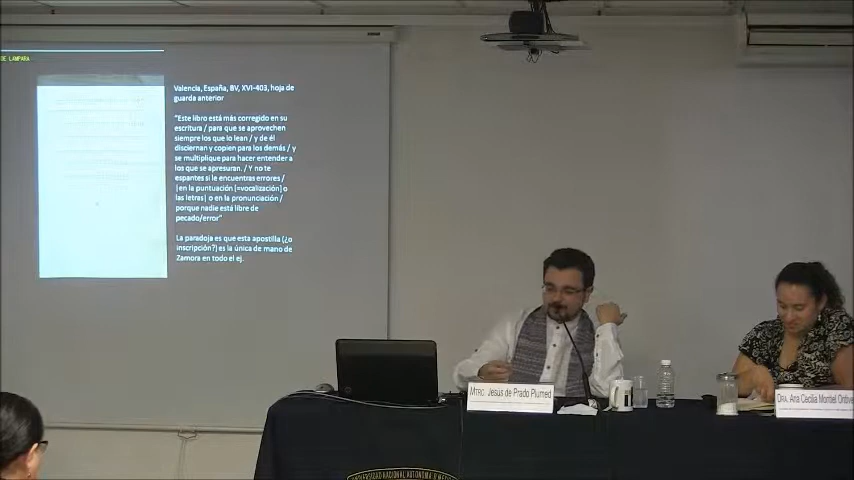 DE LAMPARA
Valencia, España, BV, XVI-403, hoja de
guarda anterior
"Este libro está más corregido en su
escritura / para que se aprovechen
siempre los que lo lean / y de él
disciernan y copien para los demás / y
se multiplique para hacer entender a
los que se apresuran. / Y no te
espantes si le encuentras errores /
[en la puntuación [=vocalización] o
las letras] o en la pronunciación /
porque nadie está libre de
pecado/error"
La paradoja es que esta apostilla (¿o
inscripción?) es la única de mano de
Zamora en todo el ej.
MTRO. Jesús de Prado Plumed
DRA. Ana Cecilia Montiel Ontive
UNIVERSIDAD NACIONAL AUTÓNOMA D MÉXI